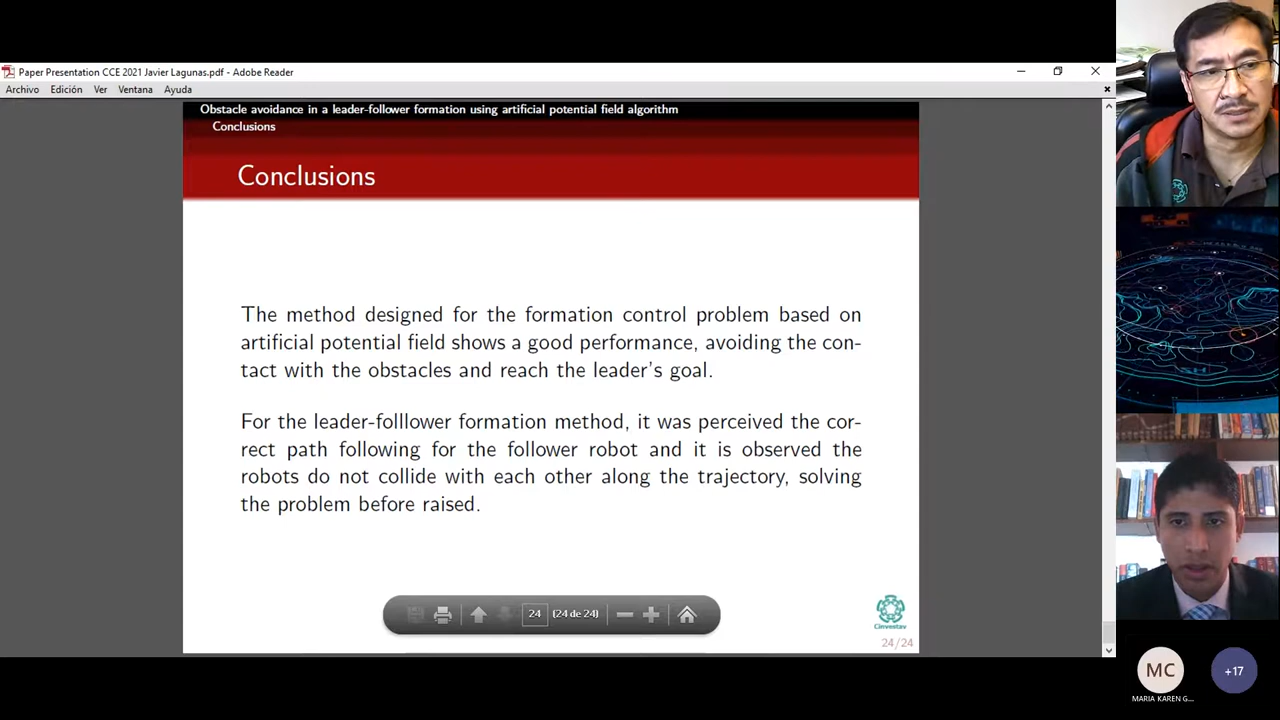 Paper Presentation CCE 2021 Javier Lagunas.pdf - Adobe Reader
Archivo Edición Ver Ventana Ayuda
Obstacle avoidance in a leader-follower formation using artificial potential field algorithm
Conclusions
Conclusions
The method designed for the formation control problem based on
artificial potential field shows a good performance, avoiding the con-
tact with the obstacles and reach the leader's goal.
For the leader-folllower formation method, it was perceived the cor-
rect path following for the follower robot and it is observed the
robots do not collide with each other along the trajectory, solving
the problem before raised.
24 (24 de 24)
Cinvestav
24/24
MC
+17
MARIA KAREN G...